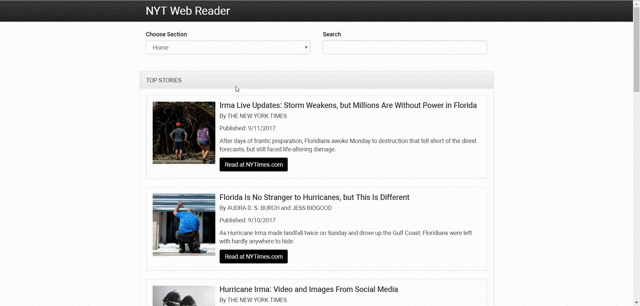 NYT Web Reader
Choose Section
Search
Home
TOP STORIES
Irma Live Updates: Storm Weakens, but Millions Are Without Power in Florida
By THE NEW YORK TIMES
Published: 9/11/2017
After days of frantic preparation, Floridians awoke Monday to destruction that fell short of the direst
forecasts, but still faced life-altering damage.
Read at NYTimes.com
Florida Is No Stranger to Hurricanes, but This Is Different
By AUDRA D. S. BURCH and JESS BIDGOOD
Published: 9/10/2017
As Hurricane Irma made landfall twice on Sunday and drove up the Gulf Coast, Floridians were left
with hardly anywhere to hide.
Read at NYTimes.com
Hurricane Irma: Video and Images From Social Media
By THE NEW YORK TIMES